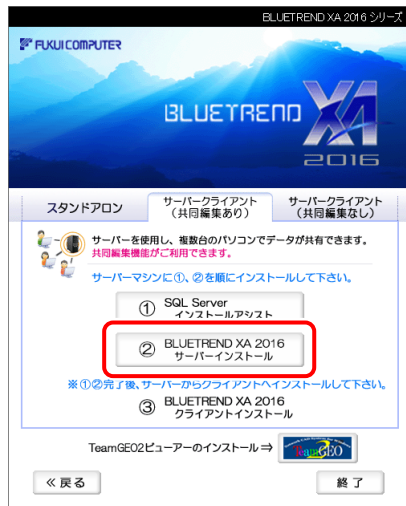 BLUETREND XA 2016 シリーズ
FUKUI COMPUTER
BLUETREND XA
2016
スタンドアロン
サーバークライアント
（共同編集あり）
サーバークライアント
（共同編集なし）
サーバーを使用し、複数台のパソコンでデータが共有できます。
共同編集機能がご利用できます。
サーバーマシンに①、②を順にインストールして下さい。
① SQL Server
インストールアシスト
② BLUETREND XA 2016
サーバーインストール
※①②完了後、サーバーからクライアントへインストールして下さい。
③ BLUETREND XA 2016
クライアントインストール
TeamGEO2ビューアーのインストール⇒
TeamGEO
≪戻る
終了